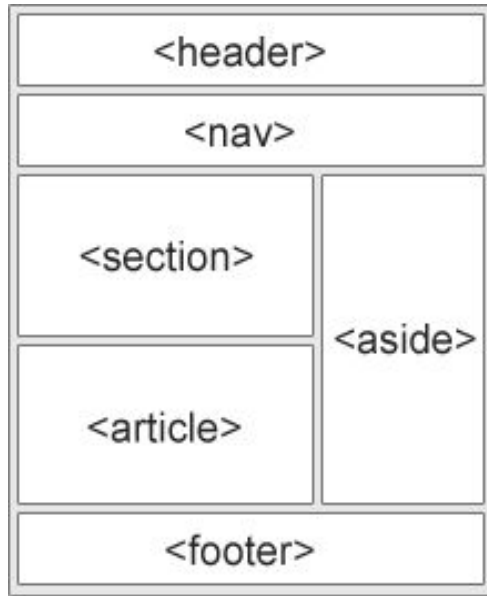 <header>
<nav>
<section>
<aside>
<article>
<footer>